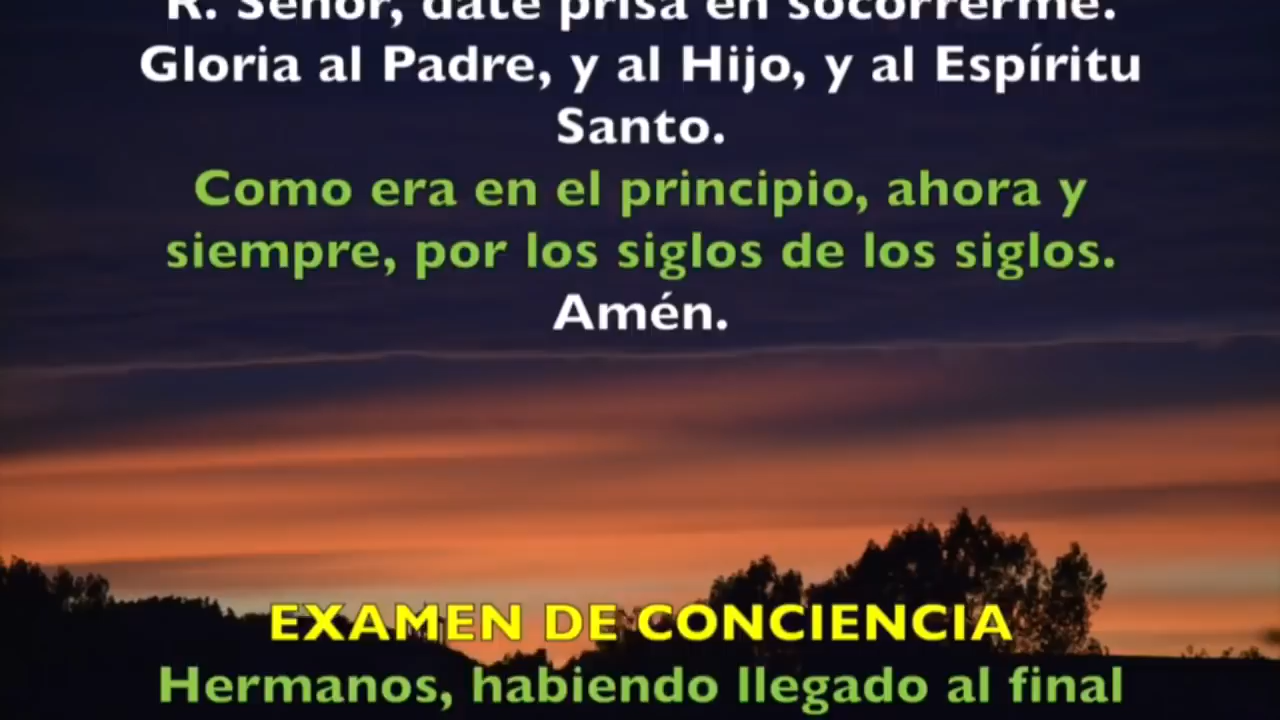 R. Señor, date prisa en socorrerme.
Gloria al Padre, y al Hijo, y al Espíritu
Santo.
Como era en el principio, ahora y
siempre, por los siglos de los siglos.
Amén.
EXAMEN DE CONCIENCIA
Hermanos, habiendo llegado al final